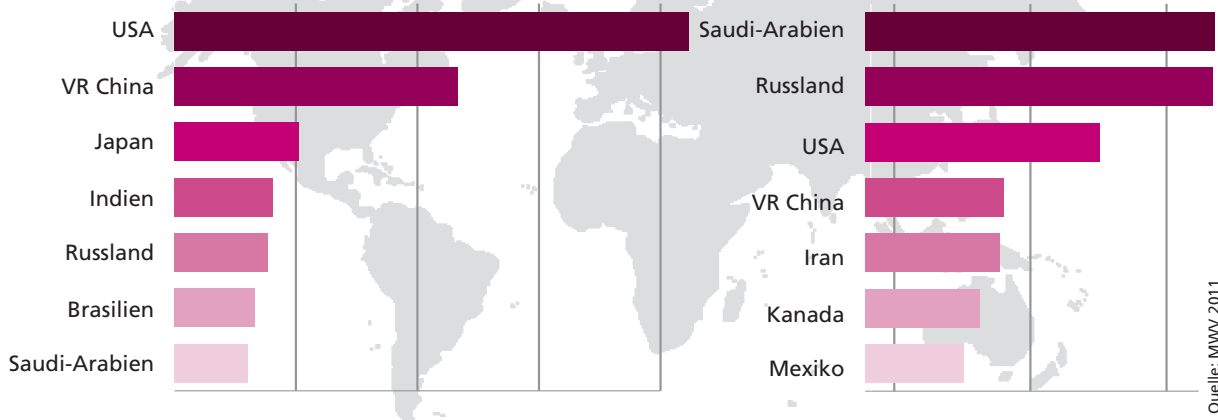 USA
VR China
Japan
Indien
Russland
Brasilien
Saudi-Arabien
Saudi-Arabien
Russland
USA
VR China
Iran
Kanada
Mexiko
Quelle: MWV 2011